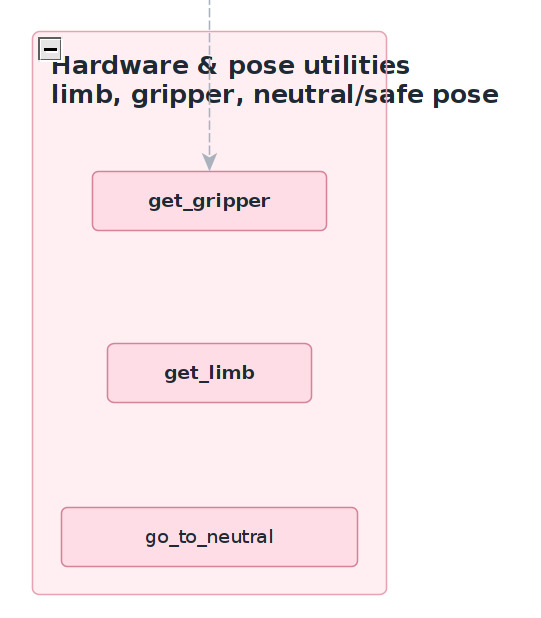 Hardware & pose utilities
limb, gripper, neutral/safe pose
get_gripper
get_limb
go_to_neutral